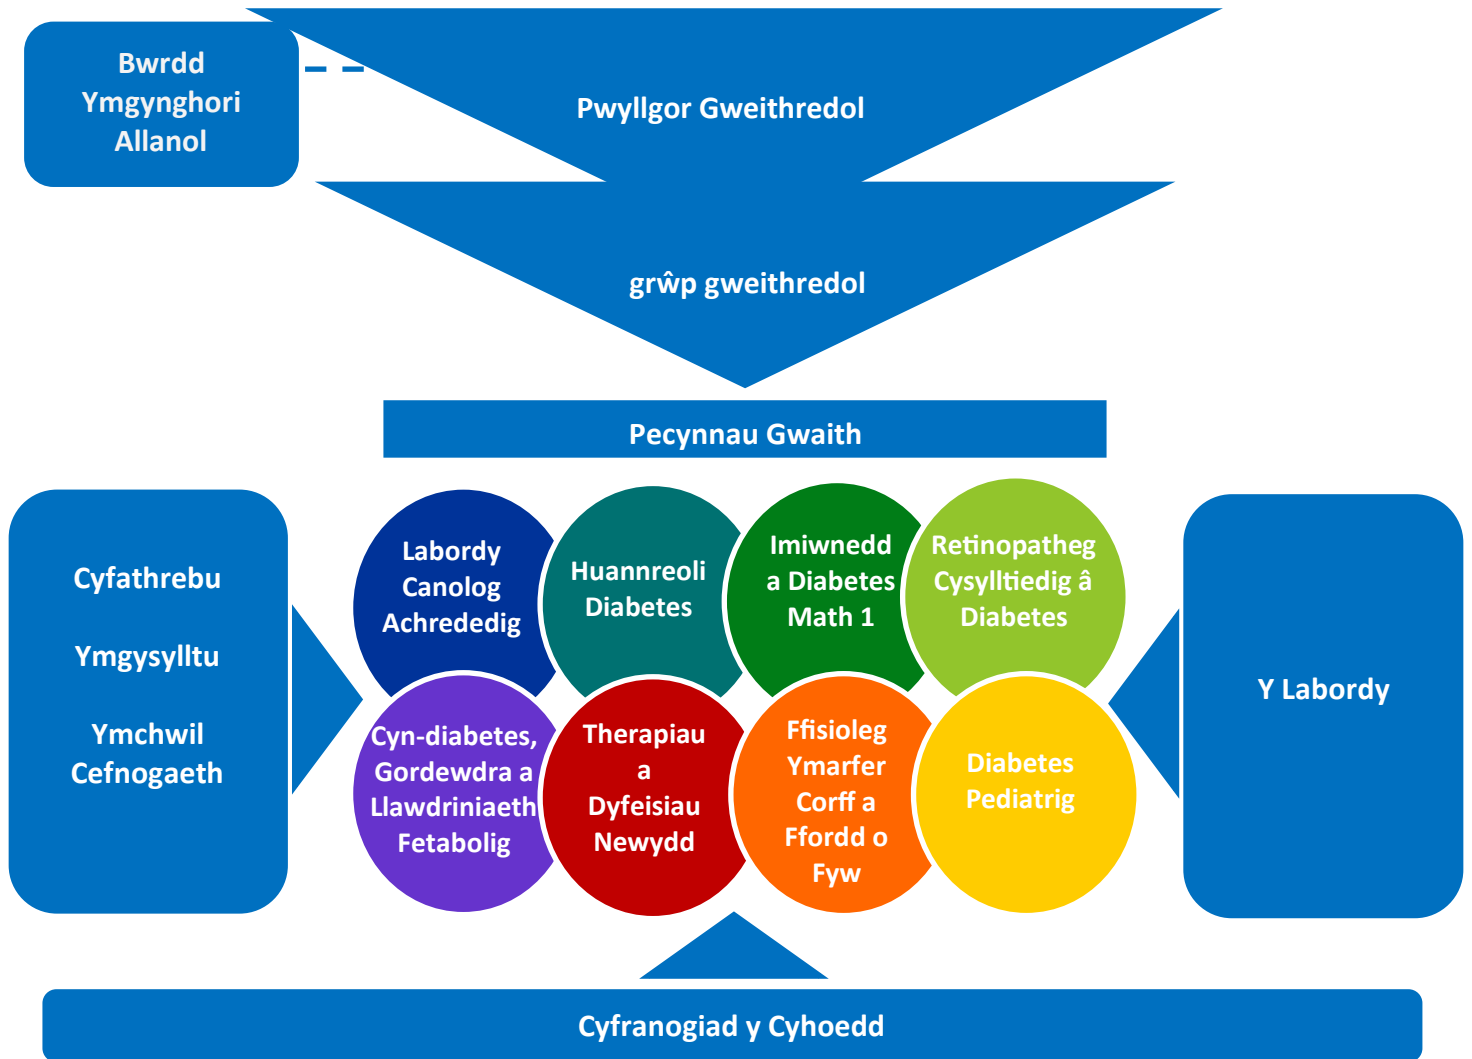 Bwrdd
Ymgynghori
Allanol
Pwyllgor Gweithredol
grŵp gweithredol
Pecynnau Gwaith
Cyfathrebu
Ymgysylltu
Ymchwil
Cefnogaeth
Labordy
Canolog
Achrededig
Huannreoli
Diabetes
Imiwnedd
a Diabetes
Math 1
Retinopatheg
Cysylltiedig â
Diabetes
Cyn-diabetes,
Gordewdra a
Llawdriniaeth
Fetabolig
Therapiau
a
Dyfeisiau
Newydd
Ffisioleg
Ymarfer
Corff a
Ffordd o
Fyw
Diabetes
Pediatrig
Y Labordy
Cyfranogiad y Cyhoedd